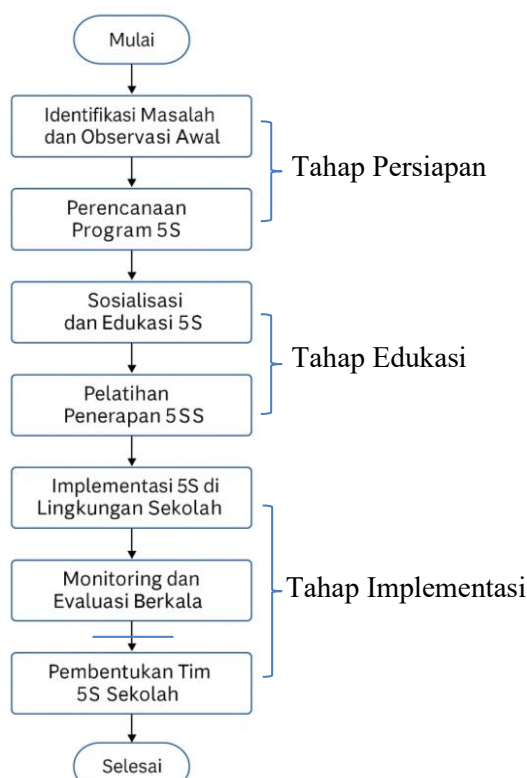 Mulai
Identifikasi Masalah
dan Observasi Awal
Tahap Persiapan
Perencanaan
Program 5S
Sosialisasi
dan Edukasi 5S
Tahap Edukasi
Pelatihan
Penerapan 5SS
Implementasi 5S di
Lingkungan Sekolah
Monitoring dan
Evaluasi Berkala
Tahap Implementasi
Pembentukan Tim
5S Sekolah
Selesai